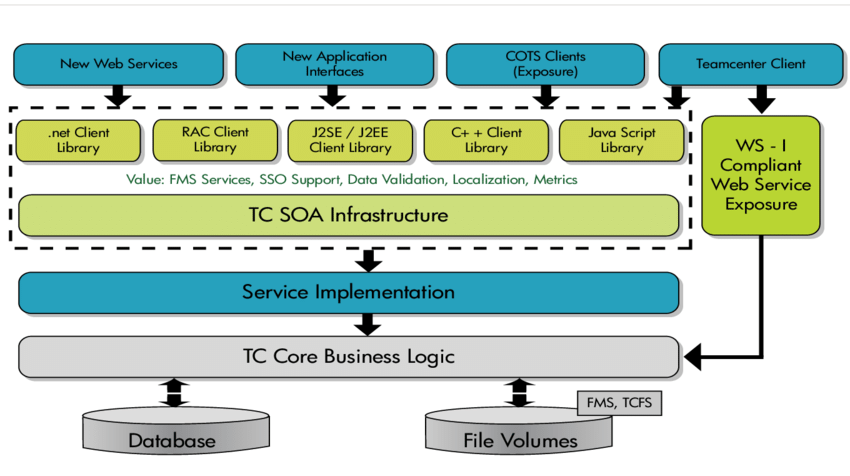 New Web Services
New Application
Interfaces
COTS Clients
(Exposure)
Teamcenter Client
.net Client
Library
RAC Client
Library
J2SE / J2EE
Client Library
C+ + Client
Library
Java Script
Library
WS - I
Compliant
Web Service
Exposure
Value: FMS Services, SSO Support, Data Validation, Localization, Metrics
TC SOA Infrastructure
Service Implementation
TC Core Business Logic
FMS, TCFS
Database
File Volumes